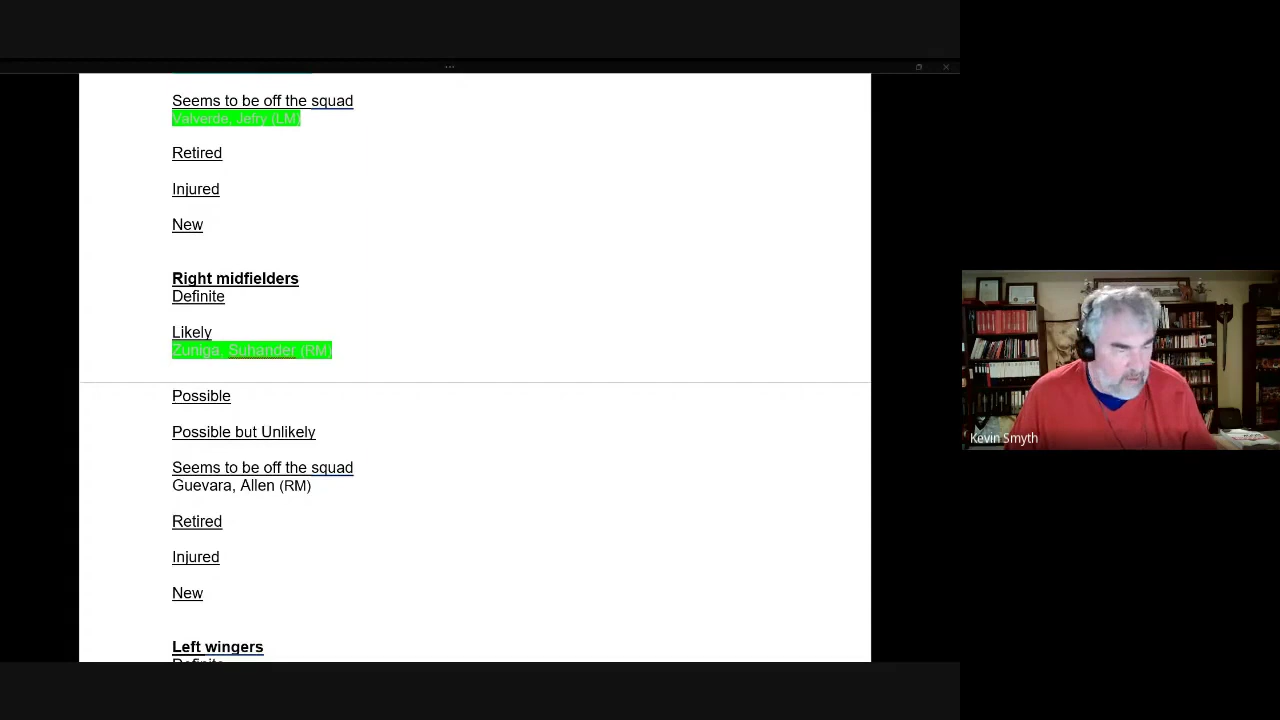 Seems to be off the squad
Valverde, Jefry (LM)
Retired
Injured
New
Right midfielders
Definite
Likely
Zuniga, Suhander (RM)
Possible
Possible but Unlikely
Seems to be off the squad
Guevara, Allen (RM)
Retired
Injured
New
Left wingers
Definite
Kevin Smyth